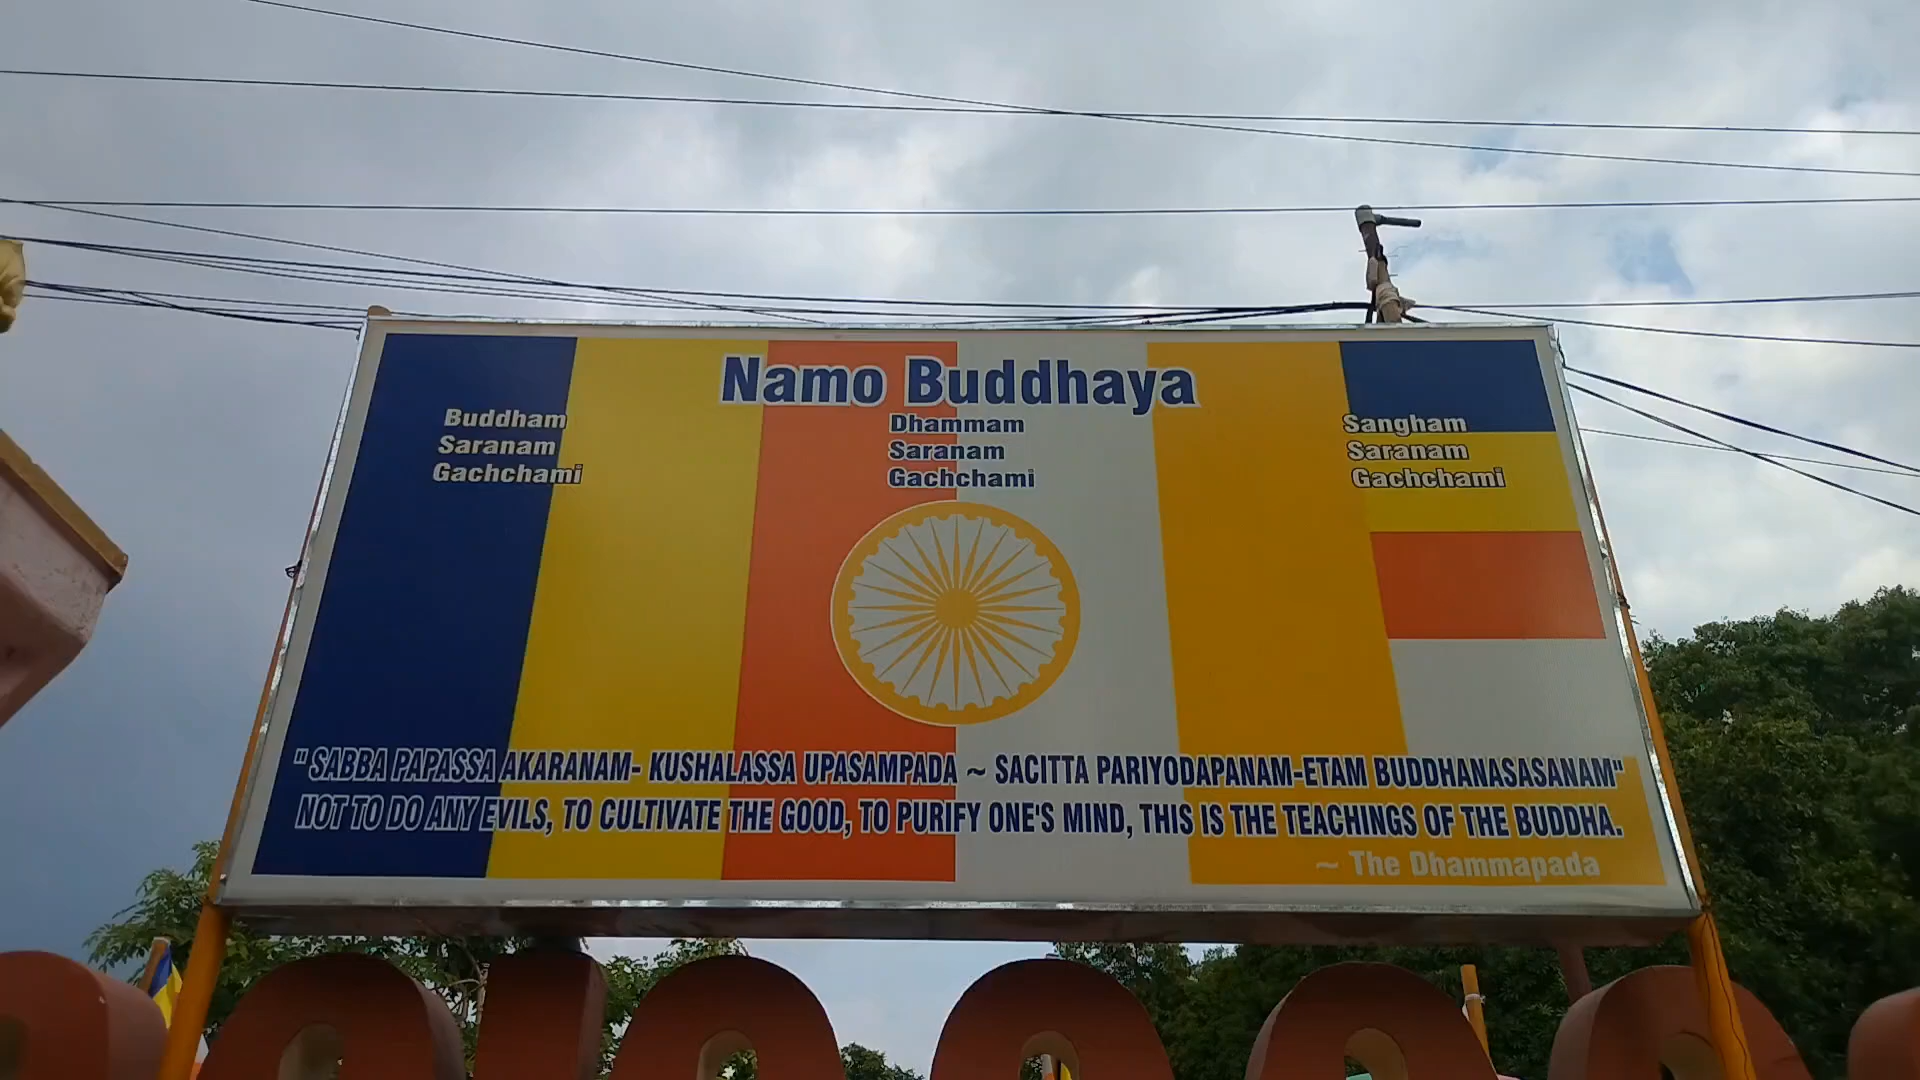 Namo Buddhaya
Buddham
Saranam
Gachchami
Dhammam
Saranam
Gachchami
Sangham
Saranam
Gachchami
" SABBA PAPASSA AKARANAM- KUSHALASSA UPASAMPADA ~ SACITTA PARIYODAPANAM-ETAM BUDDHANASASANAM"
NOT TO DO ANY EVILS, TO CULTIVATE THE GOOD, TO PURIFY ONE'S MIND, THIS IS THE TEACHINGS OF THE BUDDHA.
~ The Dhammapada